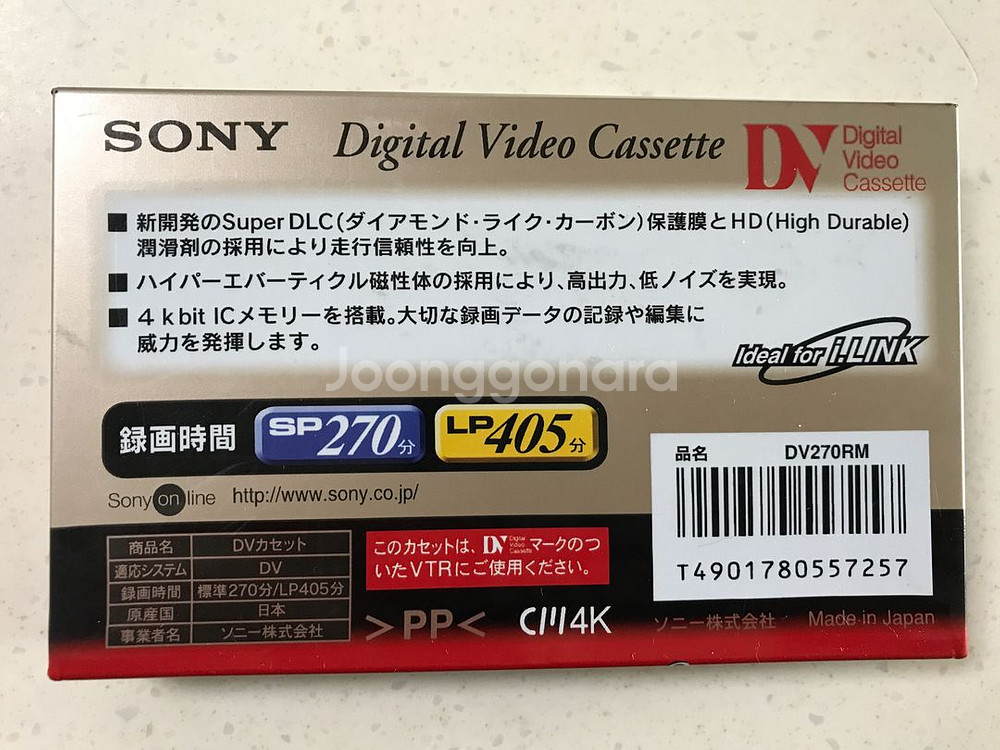 SONY Digital Video Cassette DV Digital Video Cassette
■ 新開発のSuper DLC(ダイアモンド・ライク・カーボン)保護膜とHD(High Durable)
潤滑剤の採用により走行信頼性を向上。
■ ハイパーエバーティクル磁性体の採用により、高出力、低ノイズを実現。
■ 4 kbit ICメモリーを搭載。大切な録画データの記録や編集に
威力を発揮します。
Ideal for i.LINK
Joonggonara
録画時間 SP270分 LP405分
Sony on line http://www.sony.co.jp/
品名 DV270RM
T4901780557257
商品名 DVカセット
適応システム DV
録画時間 標準270分/LP405分
原産国 日本
事業者名 ソニー株式会社
このカセットは、DV Digital Video Cassette マークのつ
いたVTRにご使用ください。
>PP< C///4K ソニー株式会社 Made in Japan